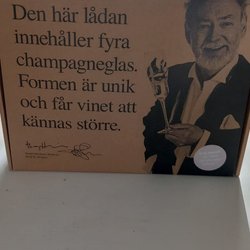 Den här lådan
innehåller fyra
champagneglas.
Formen är unik
och får vinet att
kännas större.